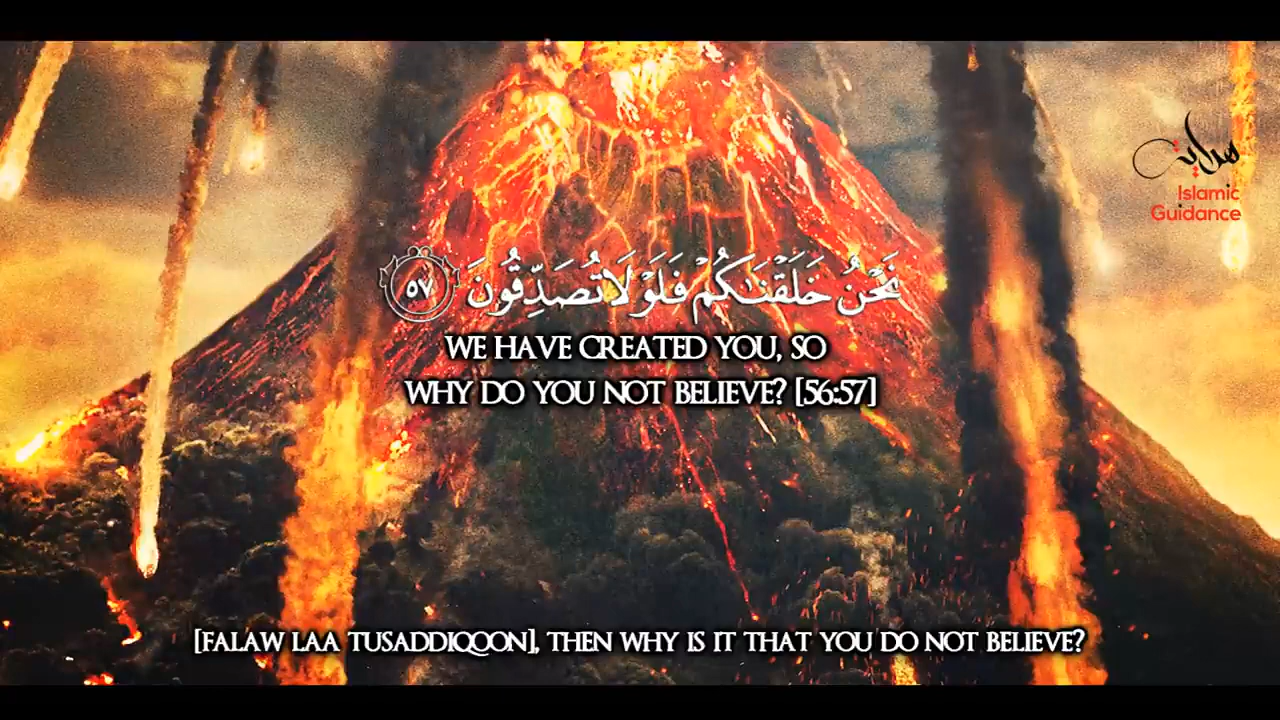 هداية
Islamic
Guidance
نَحْنُ خَلَقْنَـٰكُمْ فَلَوْلَا تُصَدِّقُونَ ٥٧
WE HAVE CREATED YOU, SO
WHY DO YOU NOT BELIEVE? [56:57]
[FALAW LAA TUSADDIQOON], THEN WHY IS IT THAT YOU DO NOT BELIEVE?